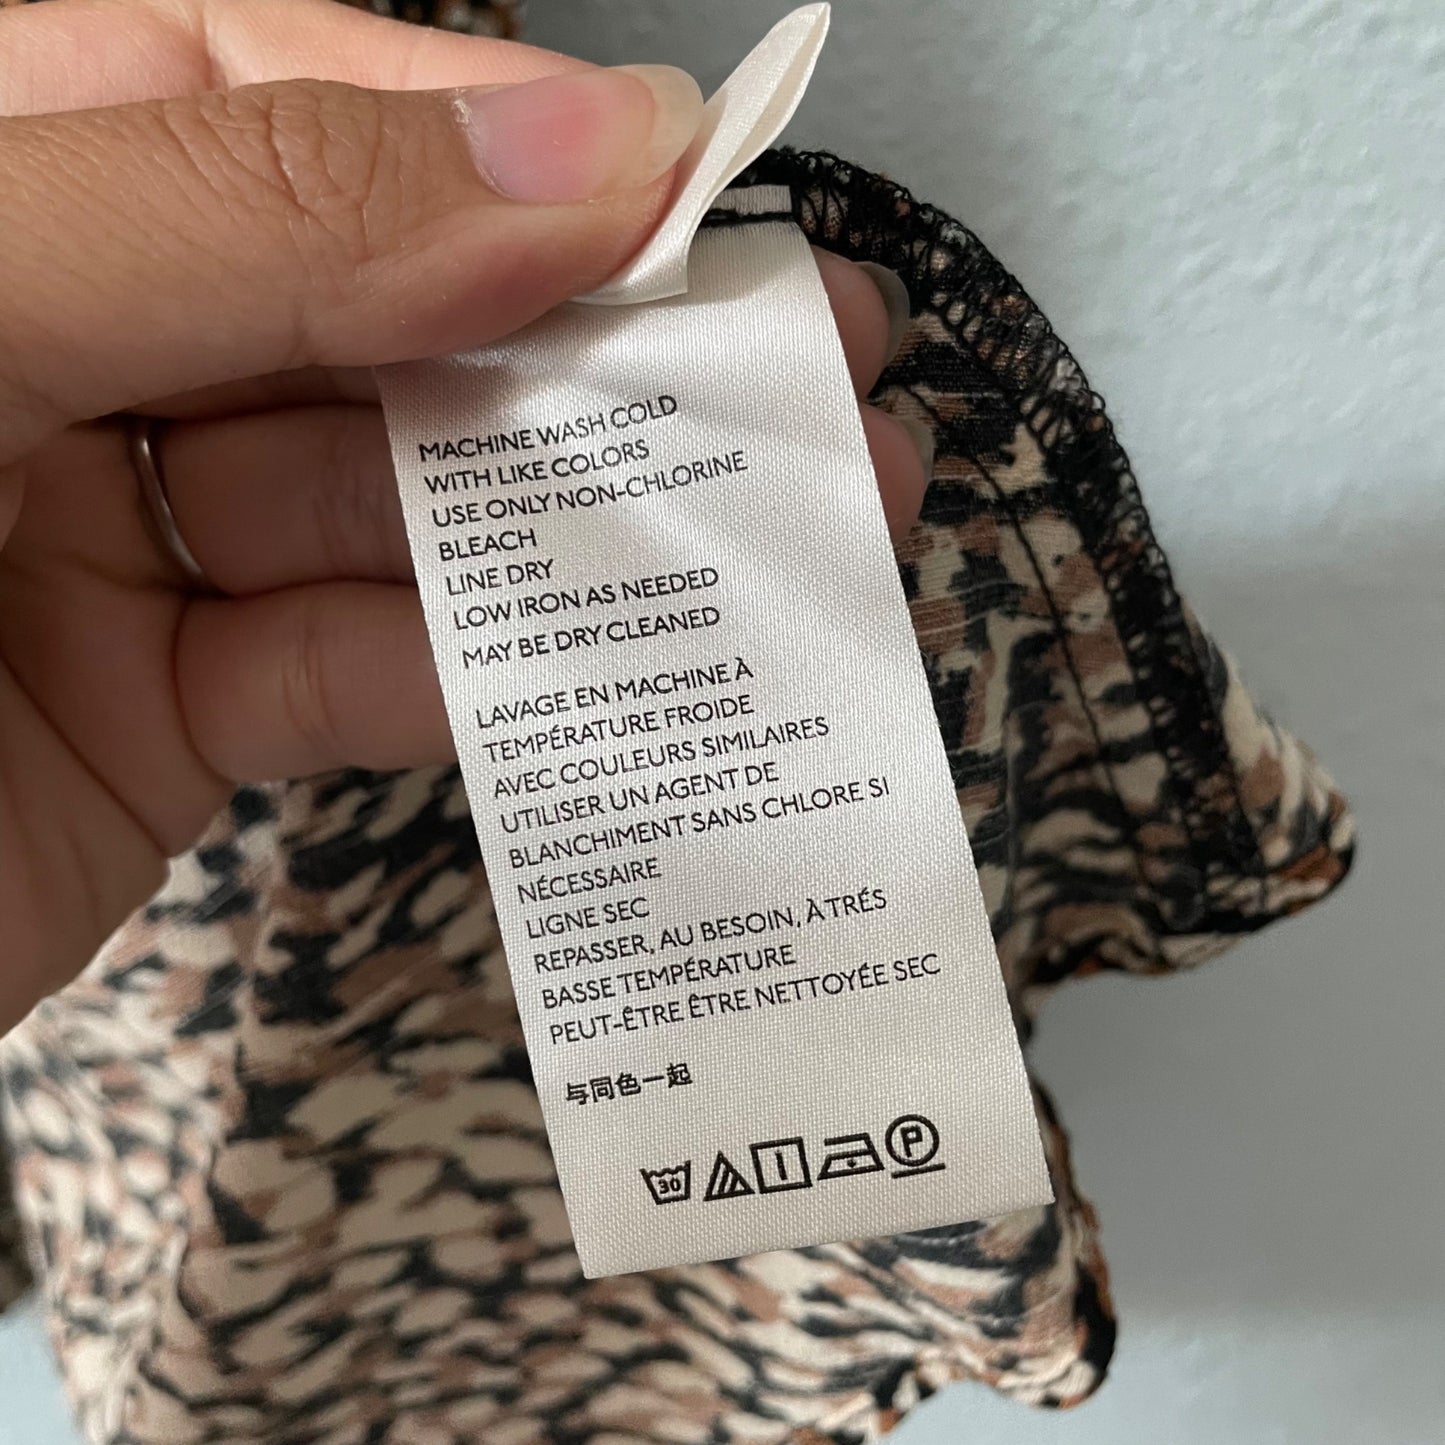 MACHINE WASH COLD
WITH LIKE COLORS
USE ONLY NON-CHLORINE
BLEACH
LINE DRY
LOW IRON AS NEEDED
MAY BE DRY CLEANED
LAVAGE EN MACHINE À
TEMPÉRATURE FROIDE
AVEC COULEURS SIMILAIRES
UTILISER UN AGENT DE
BLANCHIMENT SANS CHLORE SI
NÉCESSAIRE
LIGNE SEC
REPASSER, AU BESOIN, À TRÉS
BASSE TEMPÉRATURE
PEUT-ÊTRE ÊTRE NETTOYÉE SEC
与同色一起
30 P